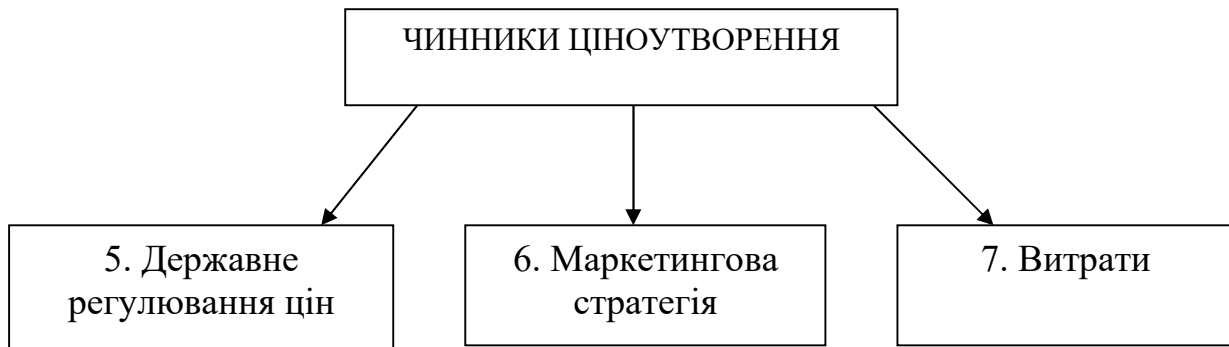 ЧИННИКИ ЦІНОУТВОРЕННЯ
5. Державне
регулювання цін
6. Маркетингова
стратегія
7. Витрати